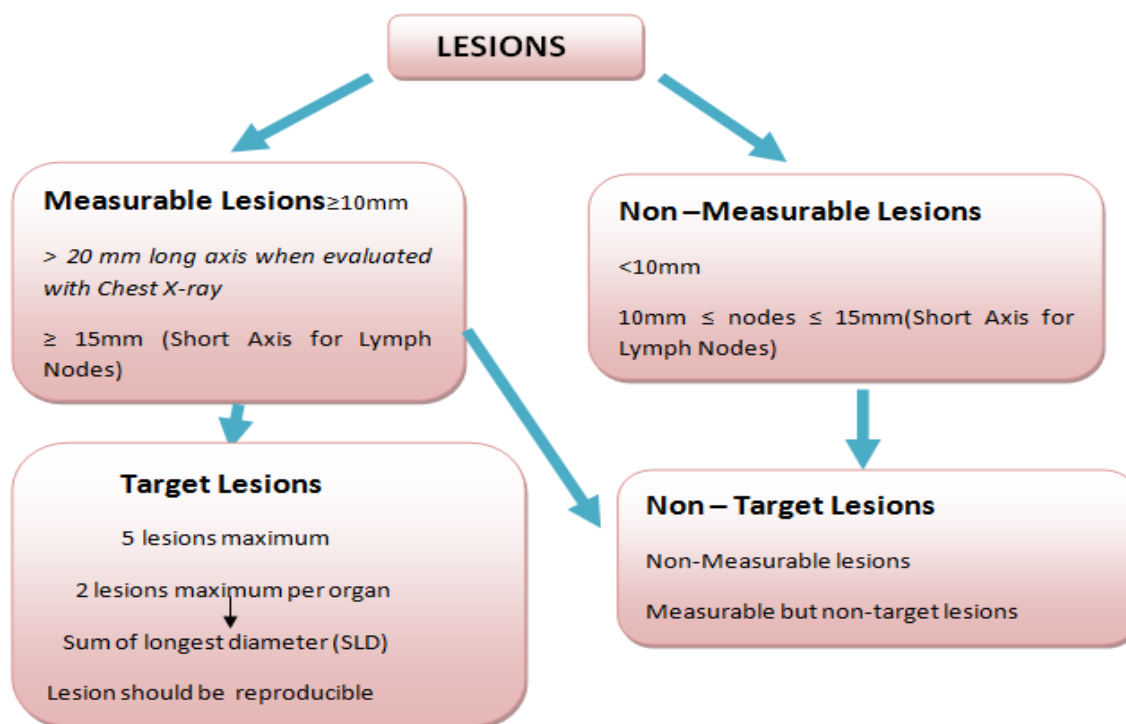 LESIONS
Measurable Lesions≥10mm
> 20 mm long axis when evaluated
with Chest X-ray
≥ 15mm (Short Axis for Lymph
Nodes)
Non –Measurable Lesions
<10mm
10mm ≤ nodes ≤ 15mm(Short Axis for
Lymph Nodes)
Target Lesions
5 lesions maximum
2 lesions maximum per organ
Sum of longest diameter (SLD)
Lesion should be reproducible
Non – Target Lesions
Non-Measurable lesions
Measurable but non-target lesions